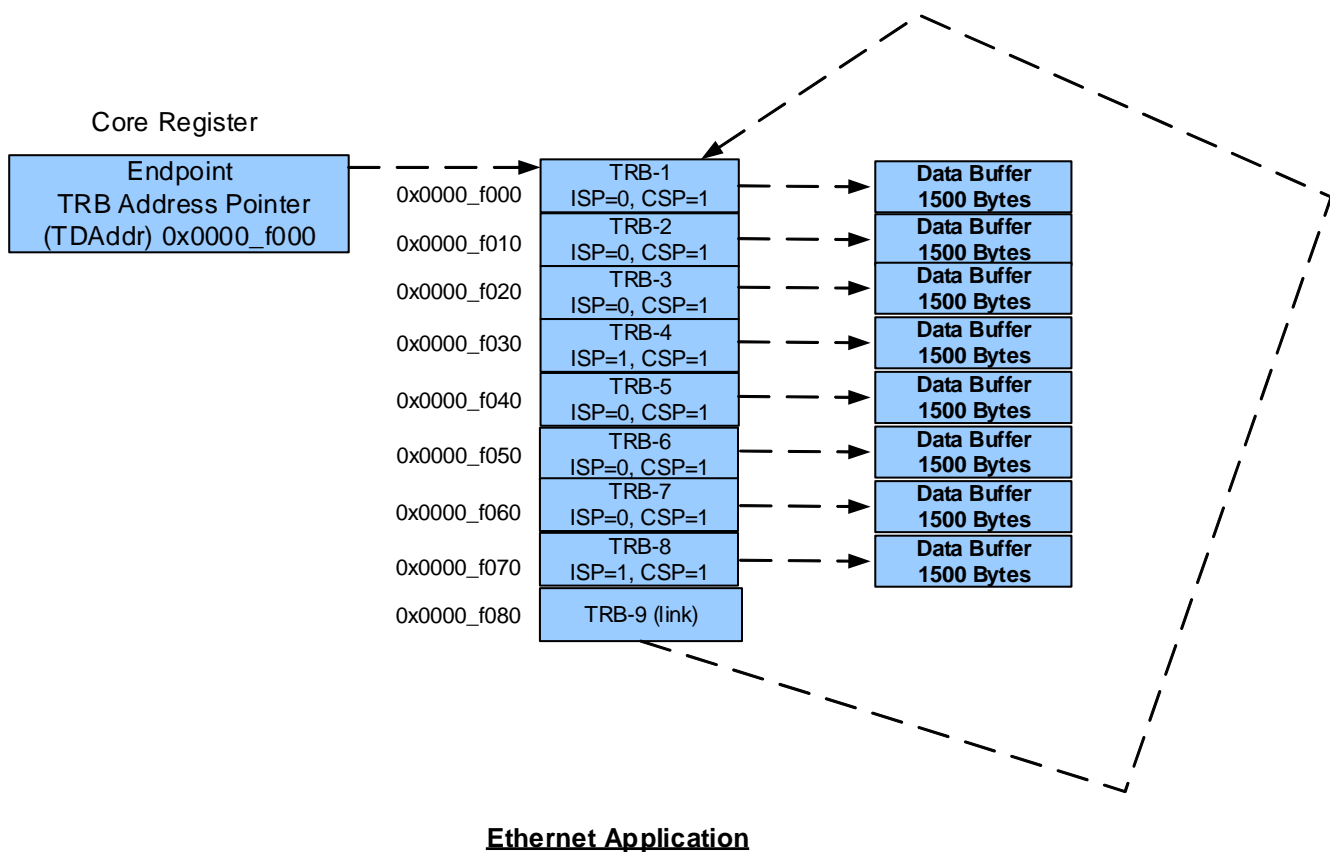 Core Register
Endpoint
TRB Address Pointer
(TDAddr) 0x0000_f000
0x0000_f000
TRB-1
ISP=0, CSP=1
Data Buffer
1500 Bytes
0x0000_f010
TRB-2
ISP=0, CSP=1
Data Buffer
1500 Bytes
0x0000_f020
TRB-3
ISP=0, CSP=1
Data Buffer
1500 Bytes
0x0000_f030
TRB-4
ISP=1, CSP=1
Data Buffer
1500 Bytes
0x0000_f040
TRB-5
ISP=0, CSP=1
Data Buffer
1500 Bytes
0x0000_f050
TRB-6
ISP=0, CSP=1
Data Buffer
1500 Bytes
0x0000_f060
TRB-7
ISP=0, CSP=1
Data Buffer
1500 Bytes
0x0000_f070
TRB-8
ISP=1, CSP=1
Data Buffer
1500 Bytes
0x0000_f080
TRB-9 (link)
Ethernet Application